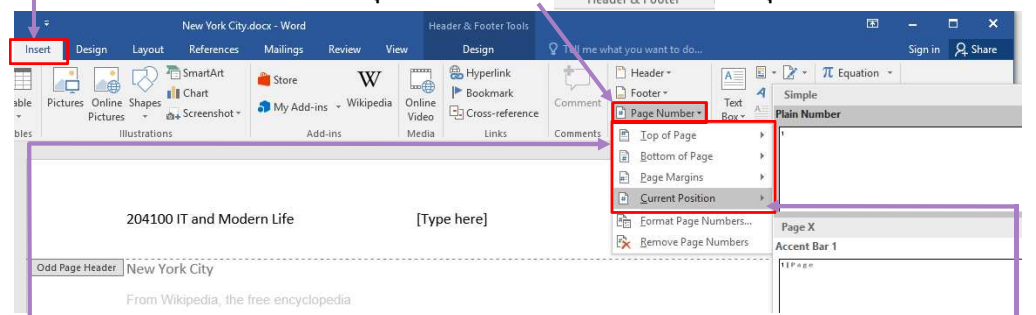 Header & Footer
New York City.docx - Word
Header & Footer Tools
Insert Design Layout References Mailings Review View Design Tell me what you want to do... Sign in Share
Pictures
Online Pictures
Shapes
SmartArt
Chart
Screenshot
Illustrations
Store
My Add-ins
Wikipedia
Add-ins
Online Video
Media
Hyperlink
Bookmark
Cross-reference
Links
Comment
Comments
Header
Footer
Page Number
Text Box
Equation
Top of Page
Bottom of Page
Page Margins
Current Position
Format Page Numbers...
Remove Page Numbers
Simple
Plain Number
1
Page X
Accent Bar 1
1|Page
204100 IT and Modern Life [Type here]
Odd Page Header
New York City
From Wikipedia, the free encyclopedia